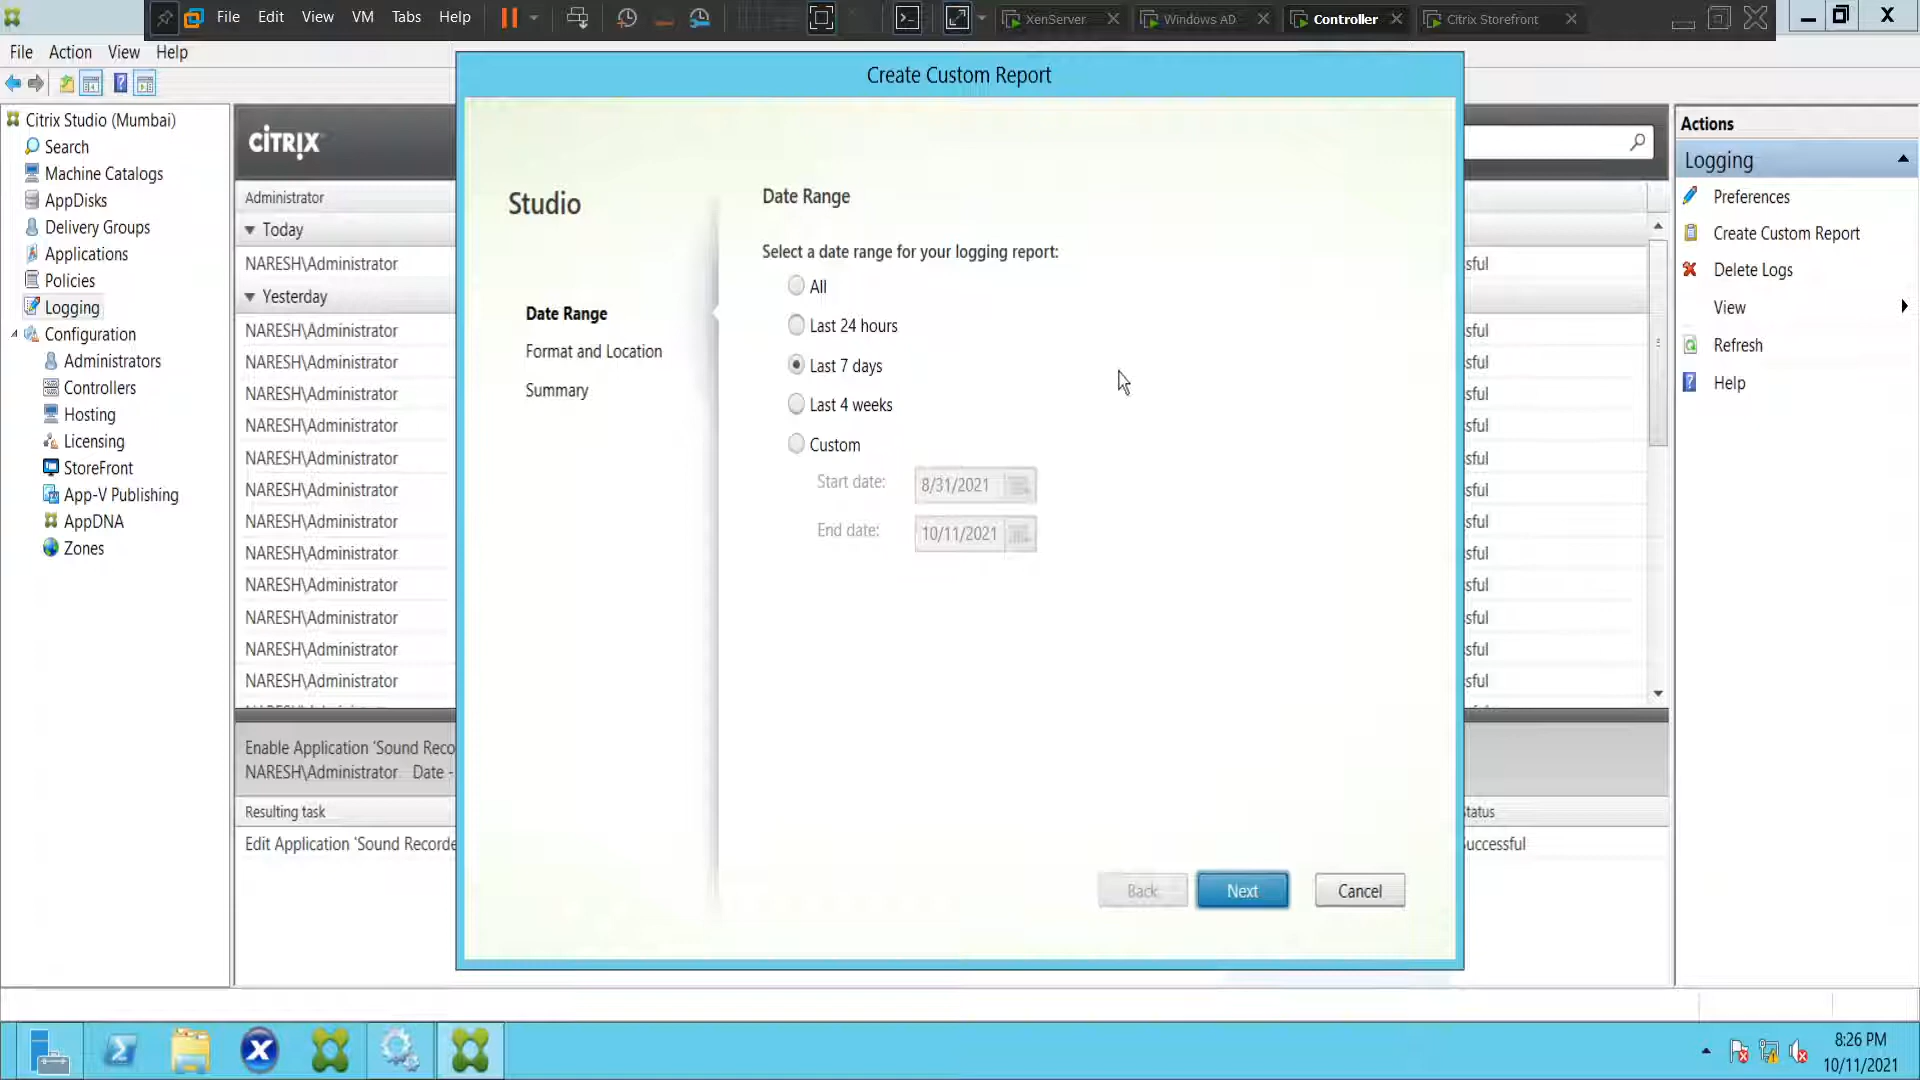 File Edit View VM Tabs Help
XenServer
Windows AD
Controller
Citrix Storefront
X
File Action View Help
Create Custom Report
Citrix Studio (Mumbai)
Search
Machine Catalogs
AppDisks
Delivery Groups
Applications
Policies
Logging
Configuration
Administrators
Controllers
Hosting
Licensing
StoreFront
App-V Publishing
AppDNA
Zones
CITRIX
Administrator
Today
NARESH\Administrator
Yesterday
NARESH\Administrator
NARESH\Administrator
NARESH\Administrator
NARESH\Administrator
NARESH\Administrator
NARESH\Administrator
NARESH\Administrator
NARESH\Administrator
NARESH\Administrator
NARESH\Administrator
NARESH\Administrator
NARESH\Administrator
Enable Application 'Sound Reco
NARESH\Administrator Date -
Resulting task
Edit Application 'Sound Recorde
Studio
Date Range
Format and Location
Summary
Date Range
Select a date range for your logging report:
All
Last 24 hours
Last 7 days
Last 4 weeks
Custom
Start date: 8/31/2021
End date: 10/11/2021
Back Next Cancel
sful
sful
sful
sful
sful
sful
sful
sful
sful
sful
sful
sful
sful
Status
uccessful
Actions
Logging
Preferences
Create Custom Report
Delete Logs
View
Refresh
Help
8:26 PM
10/11/2021